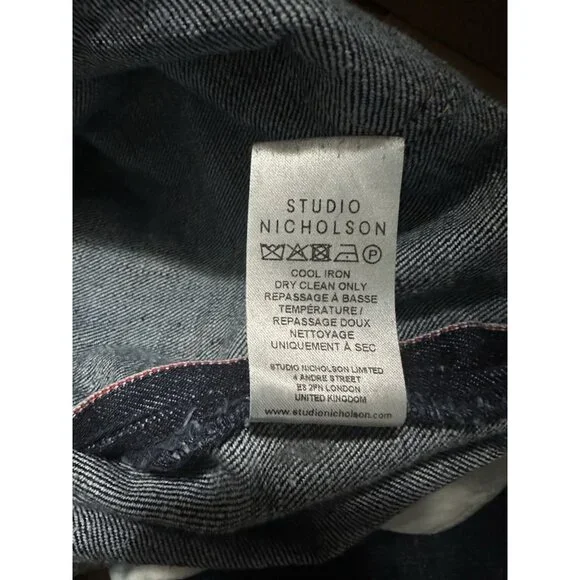 STUDIO
NICHOLSON
COOL IRON
DRY CLEAN ONLY
REPASSAGE À BASSE
TEMPÉRATURE/
REPASSAGE DOUX
NETTOYAGE
UNIQUEMENT À SEC
STUDIO NICHOLSON LIMITED
4 ANDRE STREET
E8 2FN LONDON
UNITED KINGDOM
www.studionicholson.com